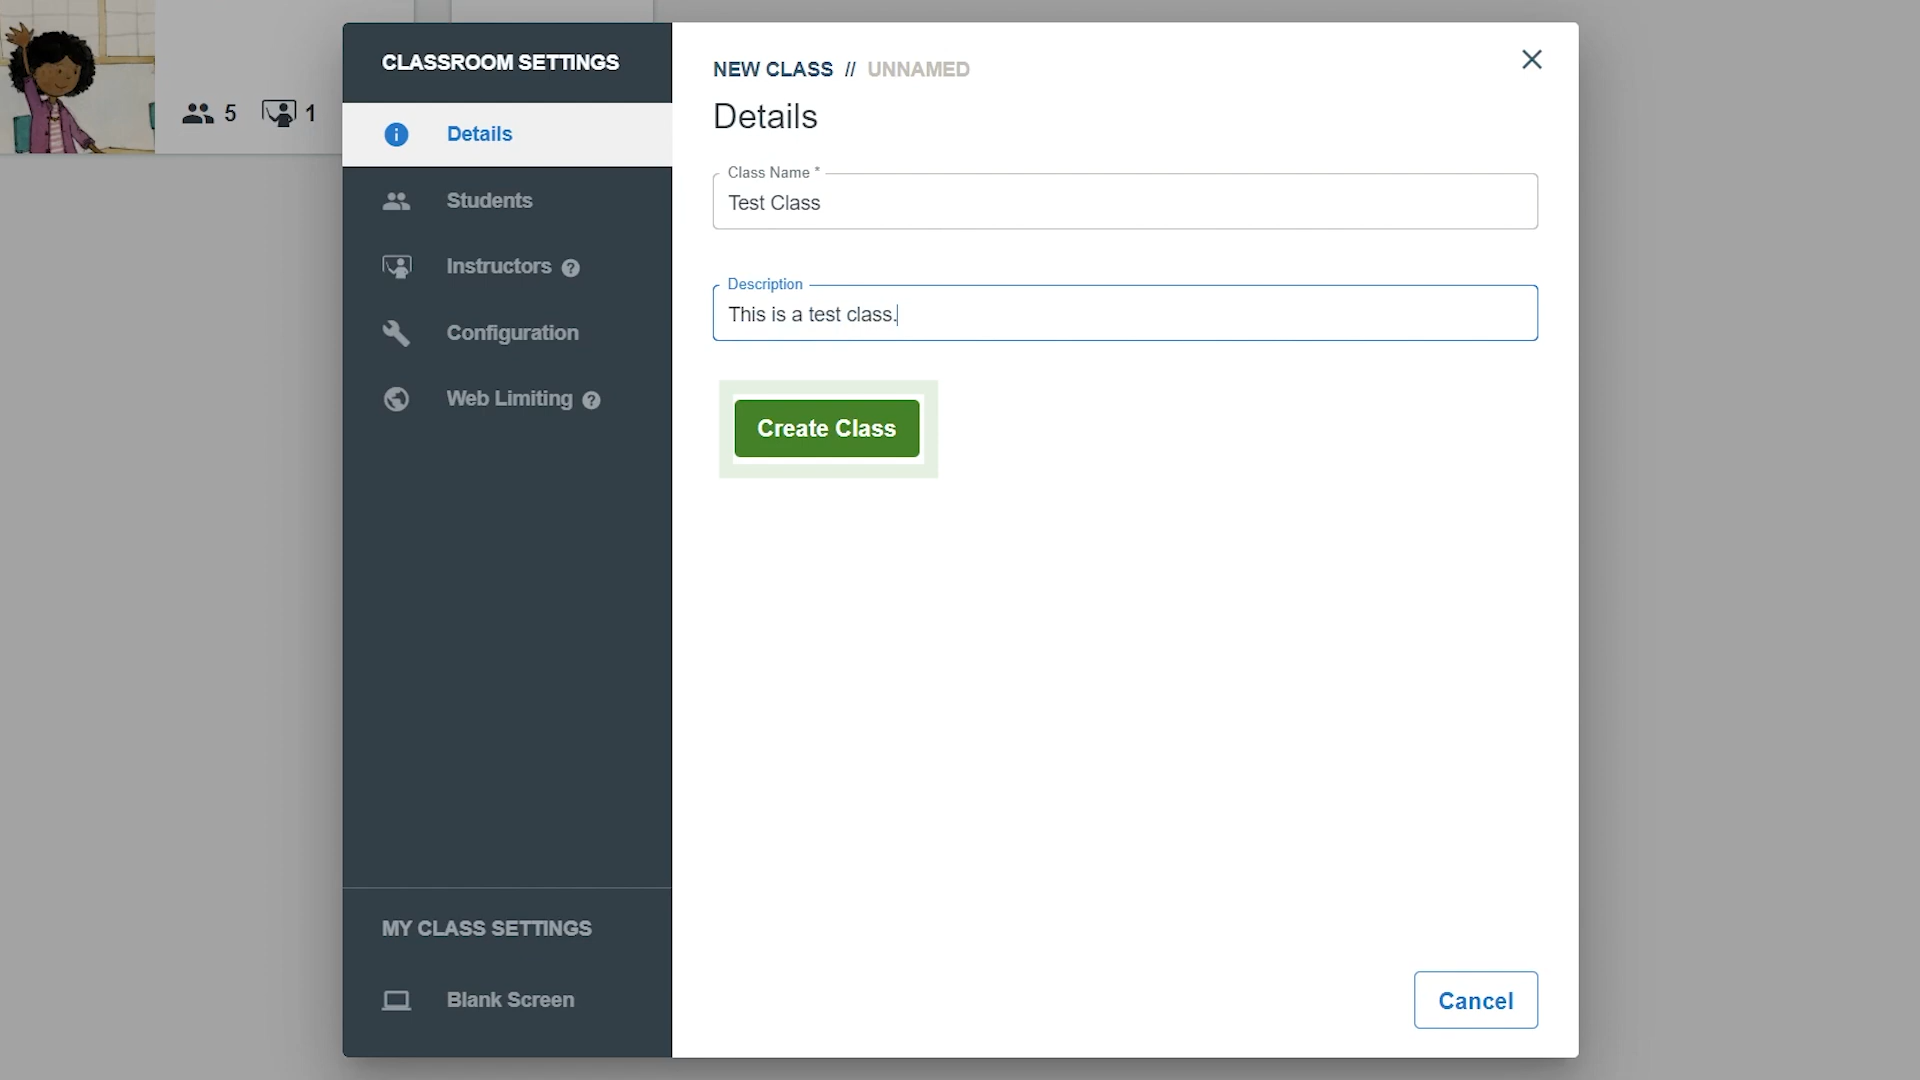 5 1
CLASSROOM SETTINGS
Details
Students
Instructors ?
Configuration
Web Limiting ?
MY CLASS SETTINGS
Blank Screen
NEW CLASS // UNNAMED
Details
Class Name *
Test Class
Description
This is a test class.
Create Class
Cancel